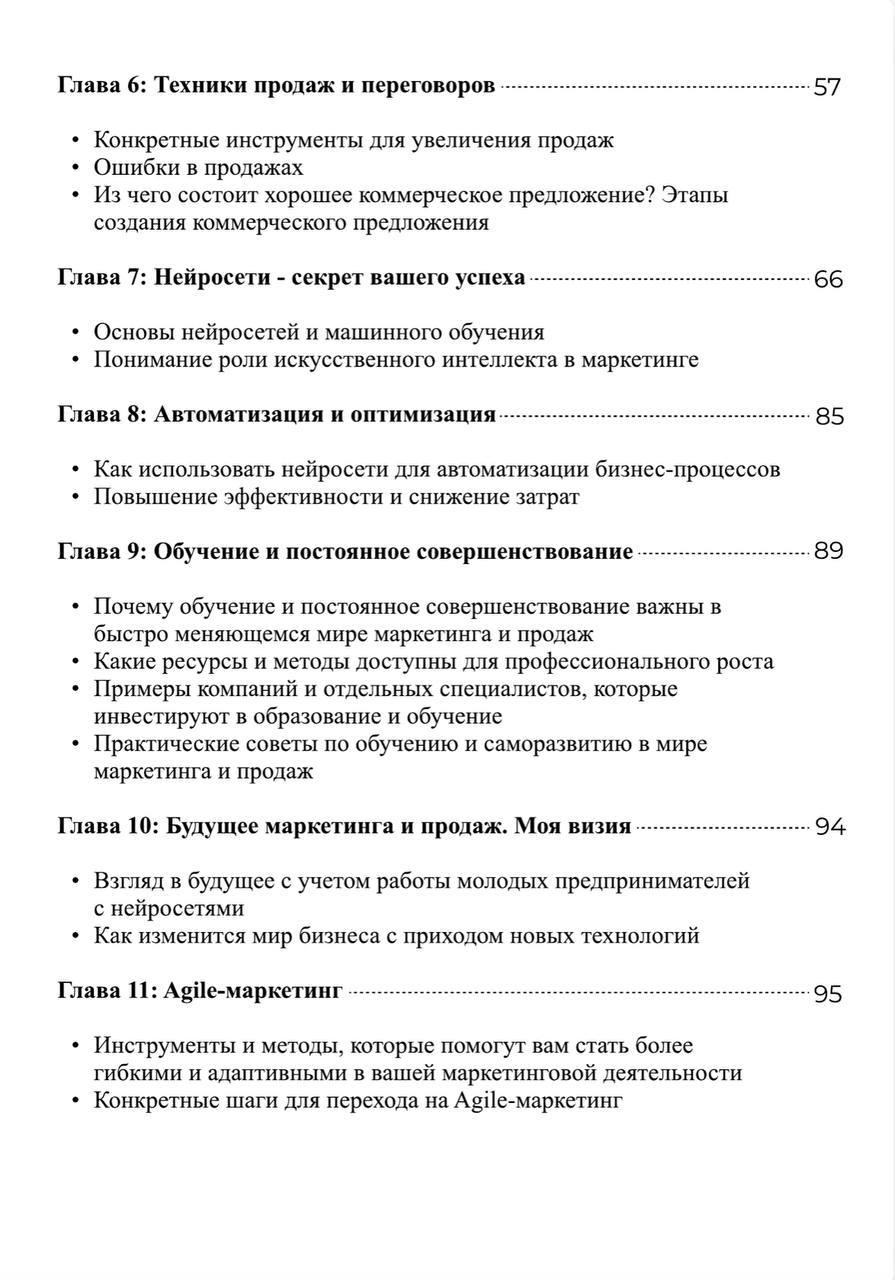 Глава 6: Техники продаж и переговоров 57
• Конкретные инструменты для увеличения продаж
• Ошибки в продажах
• Из чего состоит хорошее коммерческое предложение? Этапы
создания коммерческого предложения
Глава 7: Нейросети - секрет вашего успеха 66
• Основы нейросетей и машинного обучения
• Понимание роли искусственного интеллекта в маркетинге
Глава 8: Автоматизация и оптимизация 85
• Как использовать нейросети для автоматизации бизнес-процессов
• Повышение эффективности и снижение затрат
Глава 9: Обучение и постоянное совершенствование 89
• Почему обучение и постоянное совершенствование важны в
быстро меняющемся мире маркетинга и продаж
• Какие ресурсы и методы доступны для профессионального роста
• Примеры компаний и отдельных специалистов, которые
инвестируют в образование и обучение
• Практические советы по обучению и саморазвитию в мире
маркетинга и продаж
Глава 10: Будущее маркетинга и продаж. Моя визия 94
• Взгляд в будущее с учетом работы молодых предпринимателей
с нейросетями
• Как изменится мир бизнеса с приходом новых технологий
Глава 11: Agile-маркетинг 95
• Инструменты и методы, которые помогут вам стать более
гибкими и адаптивными в вашей маркетинговой деятельности
• Конкретные шаги для перехода на Agile-маркетинг